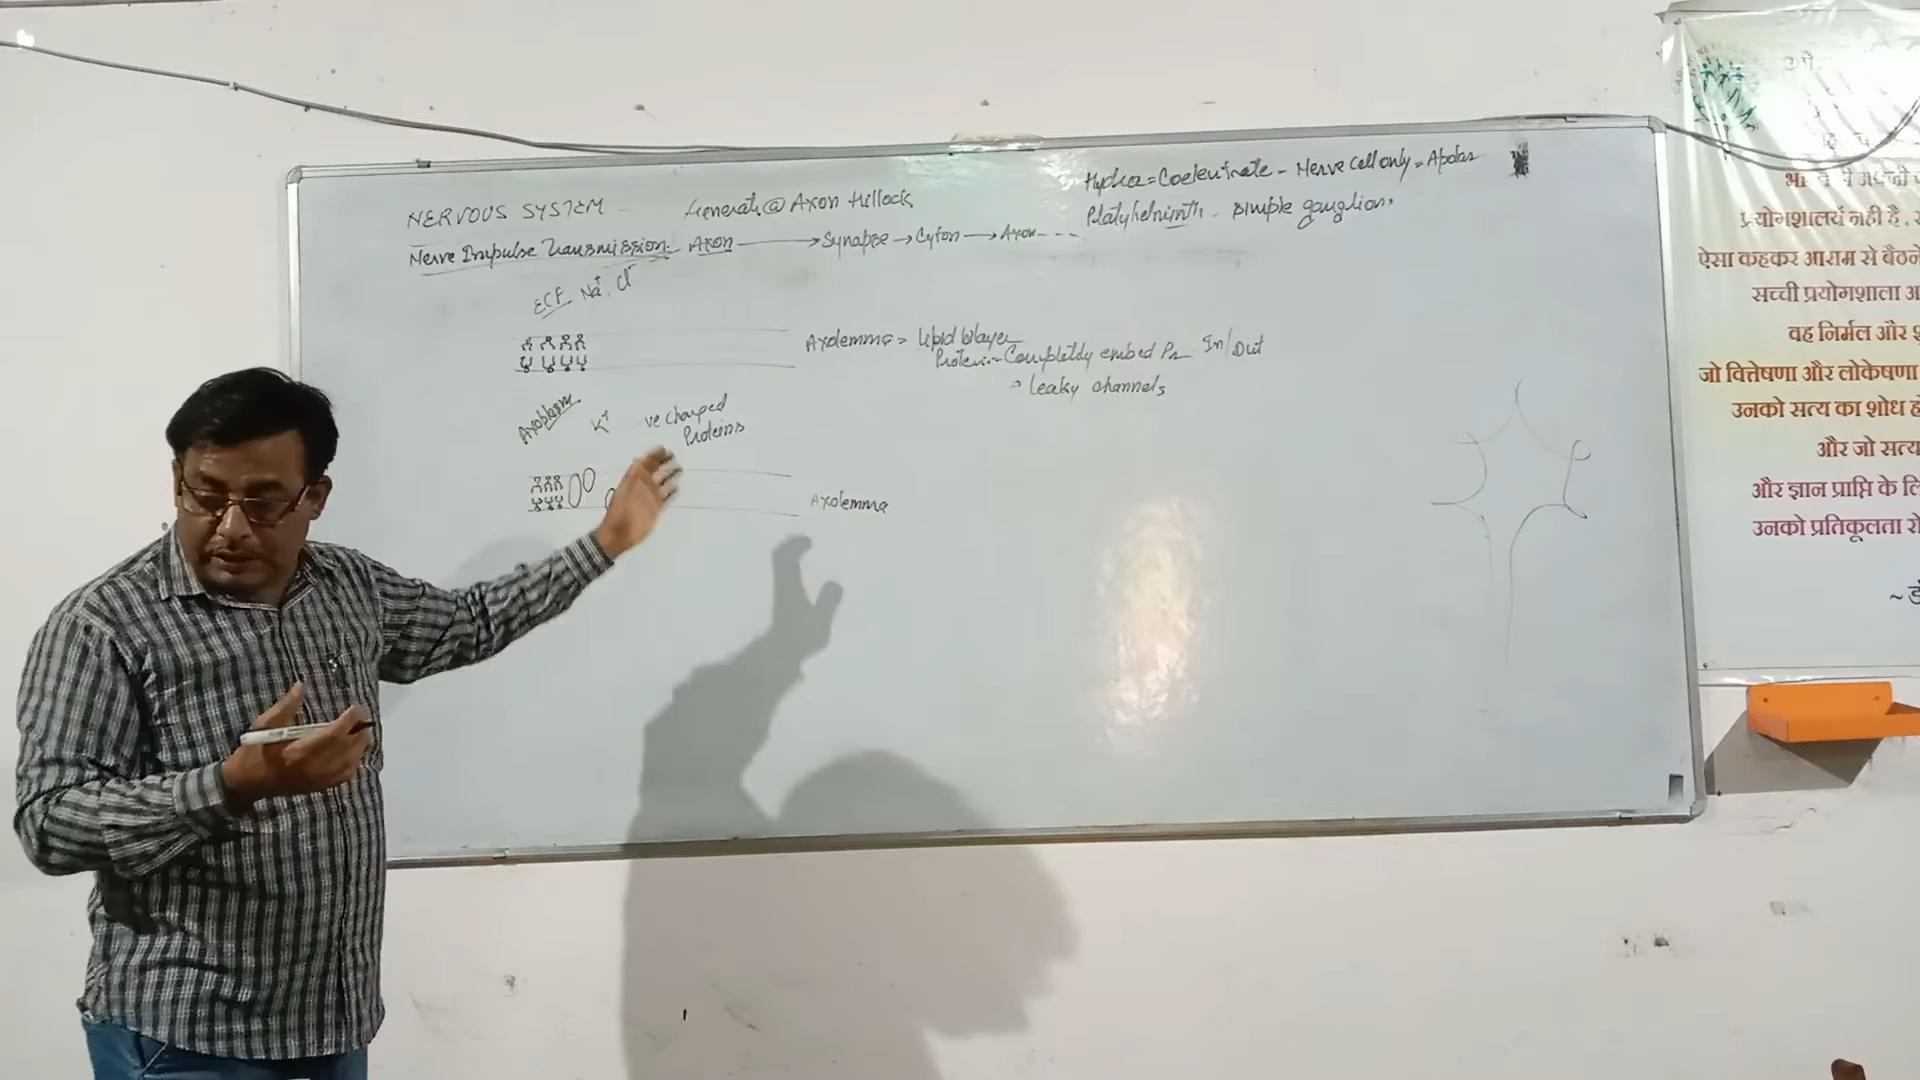 NERVOUS SYSTEM
Generate @ Axon Hillock
Nerve Impulse Transmission. Axon → Synapse → Cyton → Axon ---
Hydra = Coelentrate - Nerve Cell only = Apolar
Platyhelminth - Simple ganglions
ECF Na+, Cl-
Axolemma = Lipid bilayer
Protein:- Completely embed Pr In/Out
→ Leaky channels
Axoplasm K+ -ve Charged
Proteins
Axolemma
प्रयोगशालयें नही है,
ऐसा कहकर आराम से बैठने
सच्ची प्रयोगशाला
वह निर्मल और
जो वित्तेषणा और लोकेषणा
उनको सत्य का शोध
और जो सत्य
और ज्ञान प्राप्ति के
उनको प्रतिकूलता